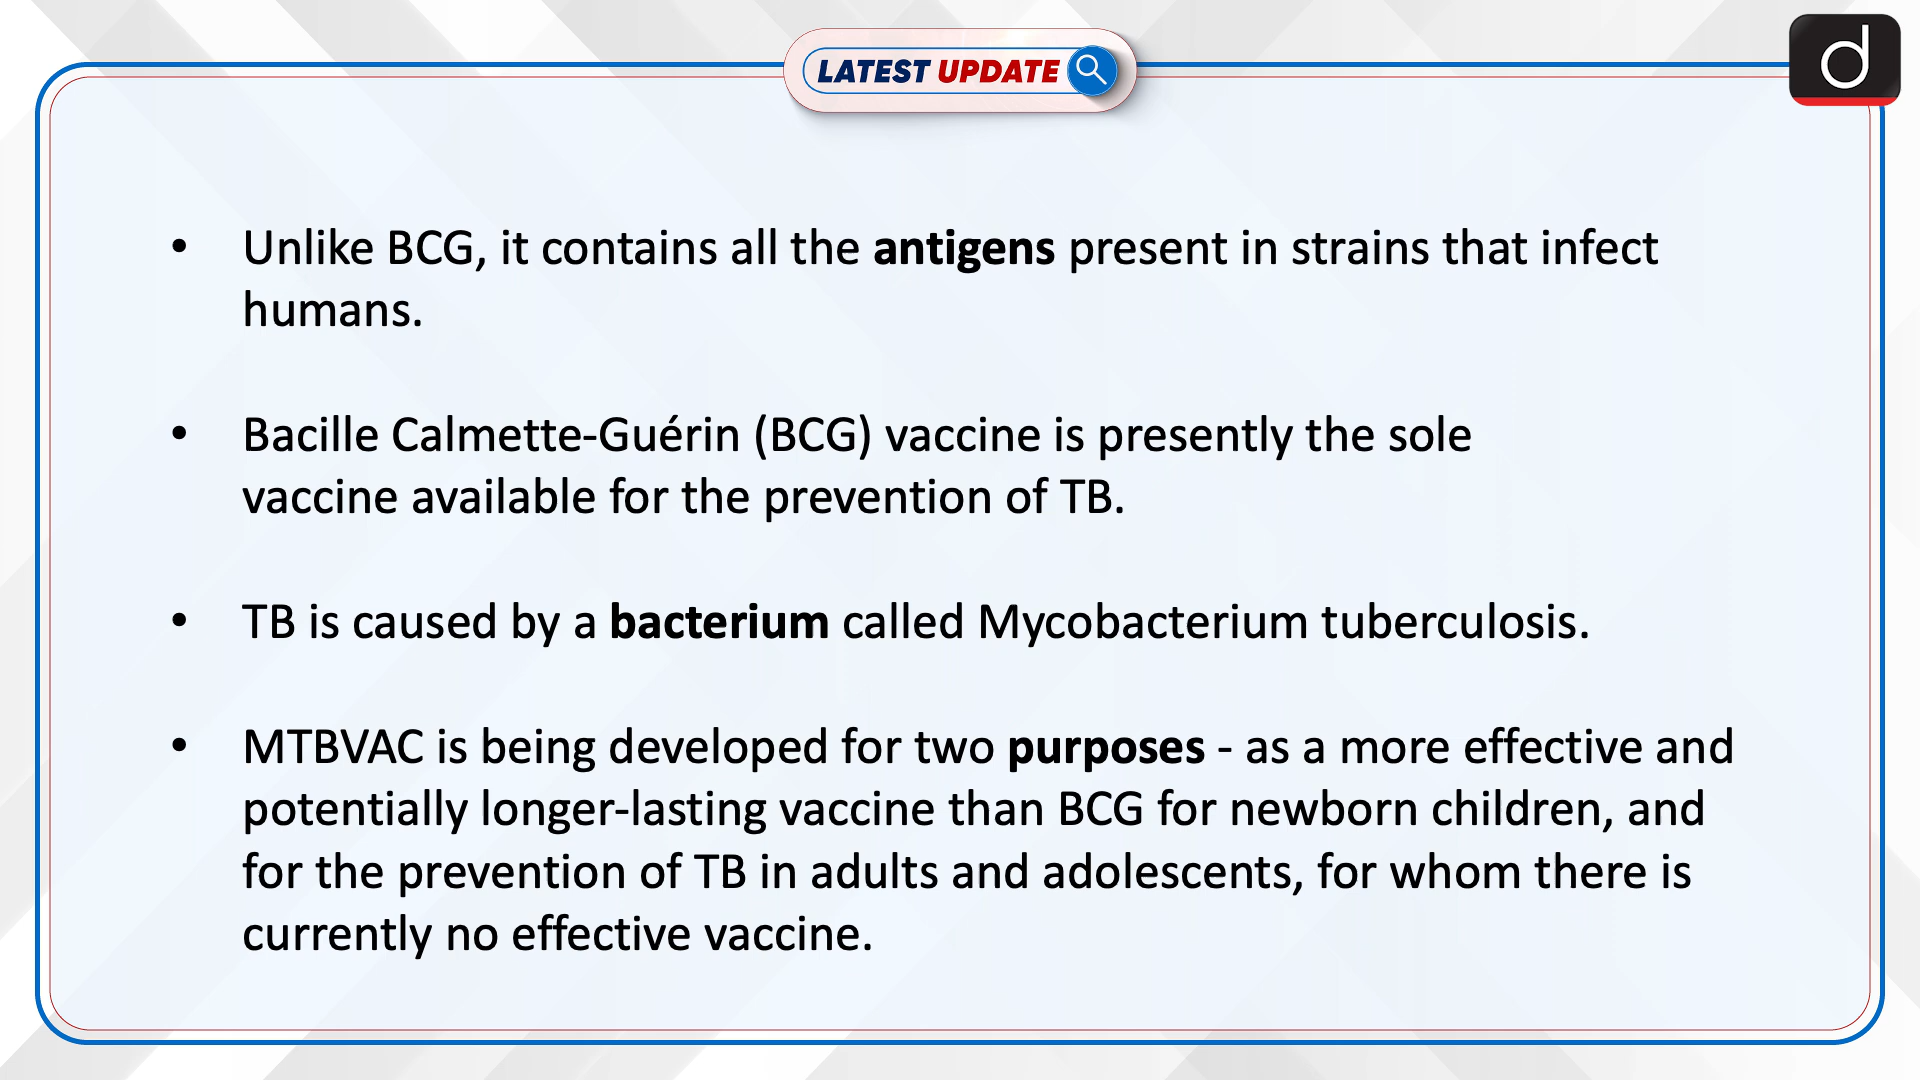 LATEST UPDATE
d
• Unlike BCG, it contains all the antigens present in strains that infect
humans.
• Bacille Calmette-Guérin (BCG) vaccine is presently the sole
vaccine available for the prevention of TB.
• TB is caused by a bacterium called Mycobacterium tuberculosis.
• MTBVAC is being developed for two purposes - as a more effective and
potentially longer-lasting vaccine than BCG for newborn children, and
for the prevention of TB in adults and adolescents, for whom there is
currently no effective vaccine.